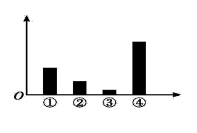 O ① ② ③ ④